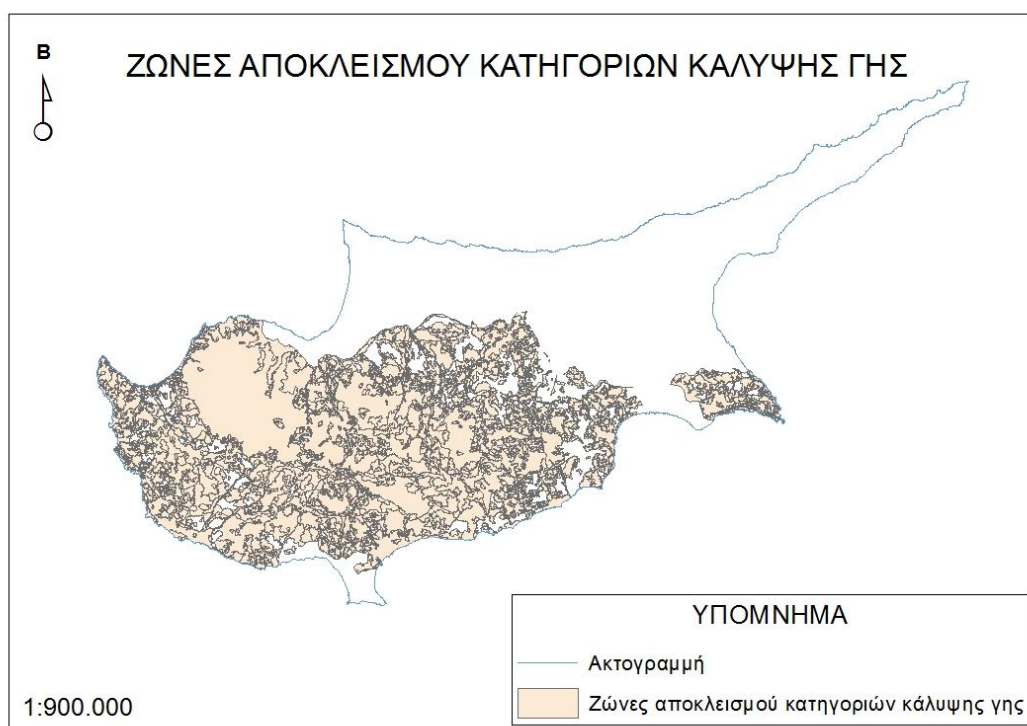 Β
ΖΩΝΕΣ ΑΠΟΚΛΕΙΣΜΟΥ ΚΑΤΗΓΟΡΙΩΝ ΚΑΛΥΨΗΣ ΓΗΣ
ΥΠΟΜΝΗΜΑ
Ακτογραμμή
Ζώνες αποκλεισμού κατηγοριών κάλυψης γης
1:900.000